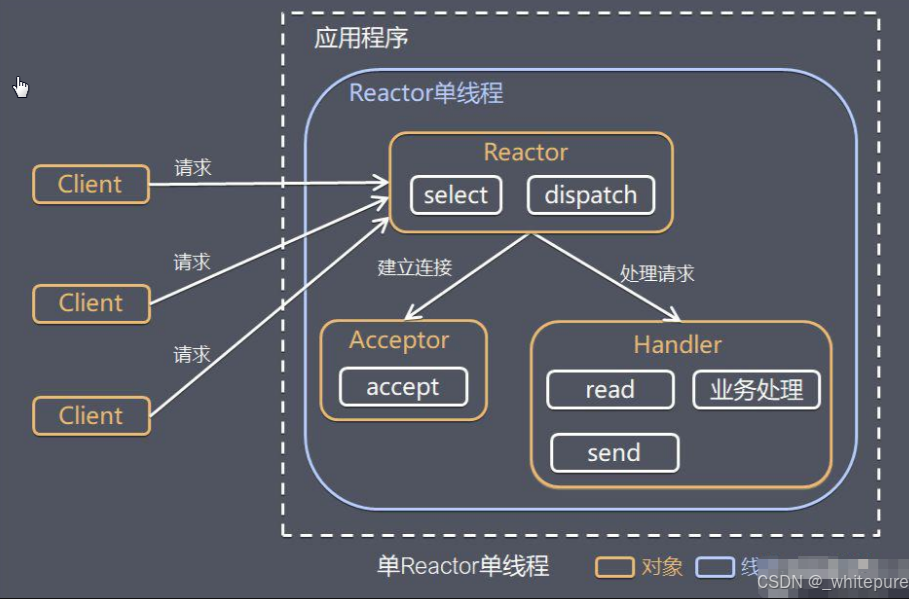 应用程序
Reactor单线程
Reactor
select
dispatch
Client
请求
Client
请求
Client
请求
建立连接
处理请求
Acceptor
accept
Handler
read
业务处理
send
单Reactor单线程
对象
线
CSDN @_whitepure